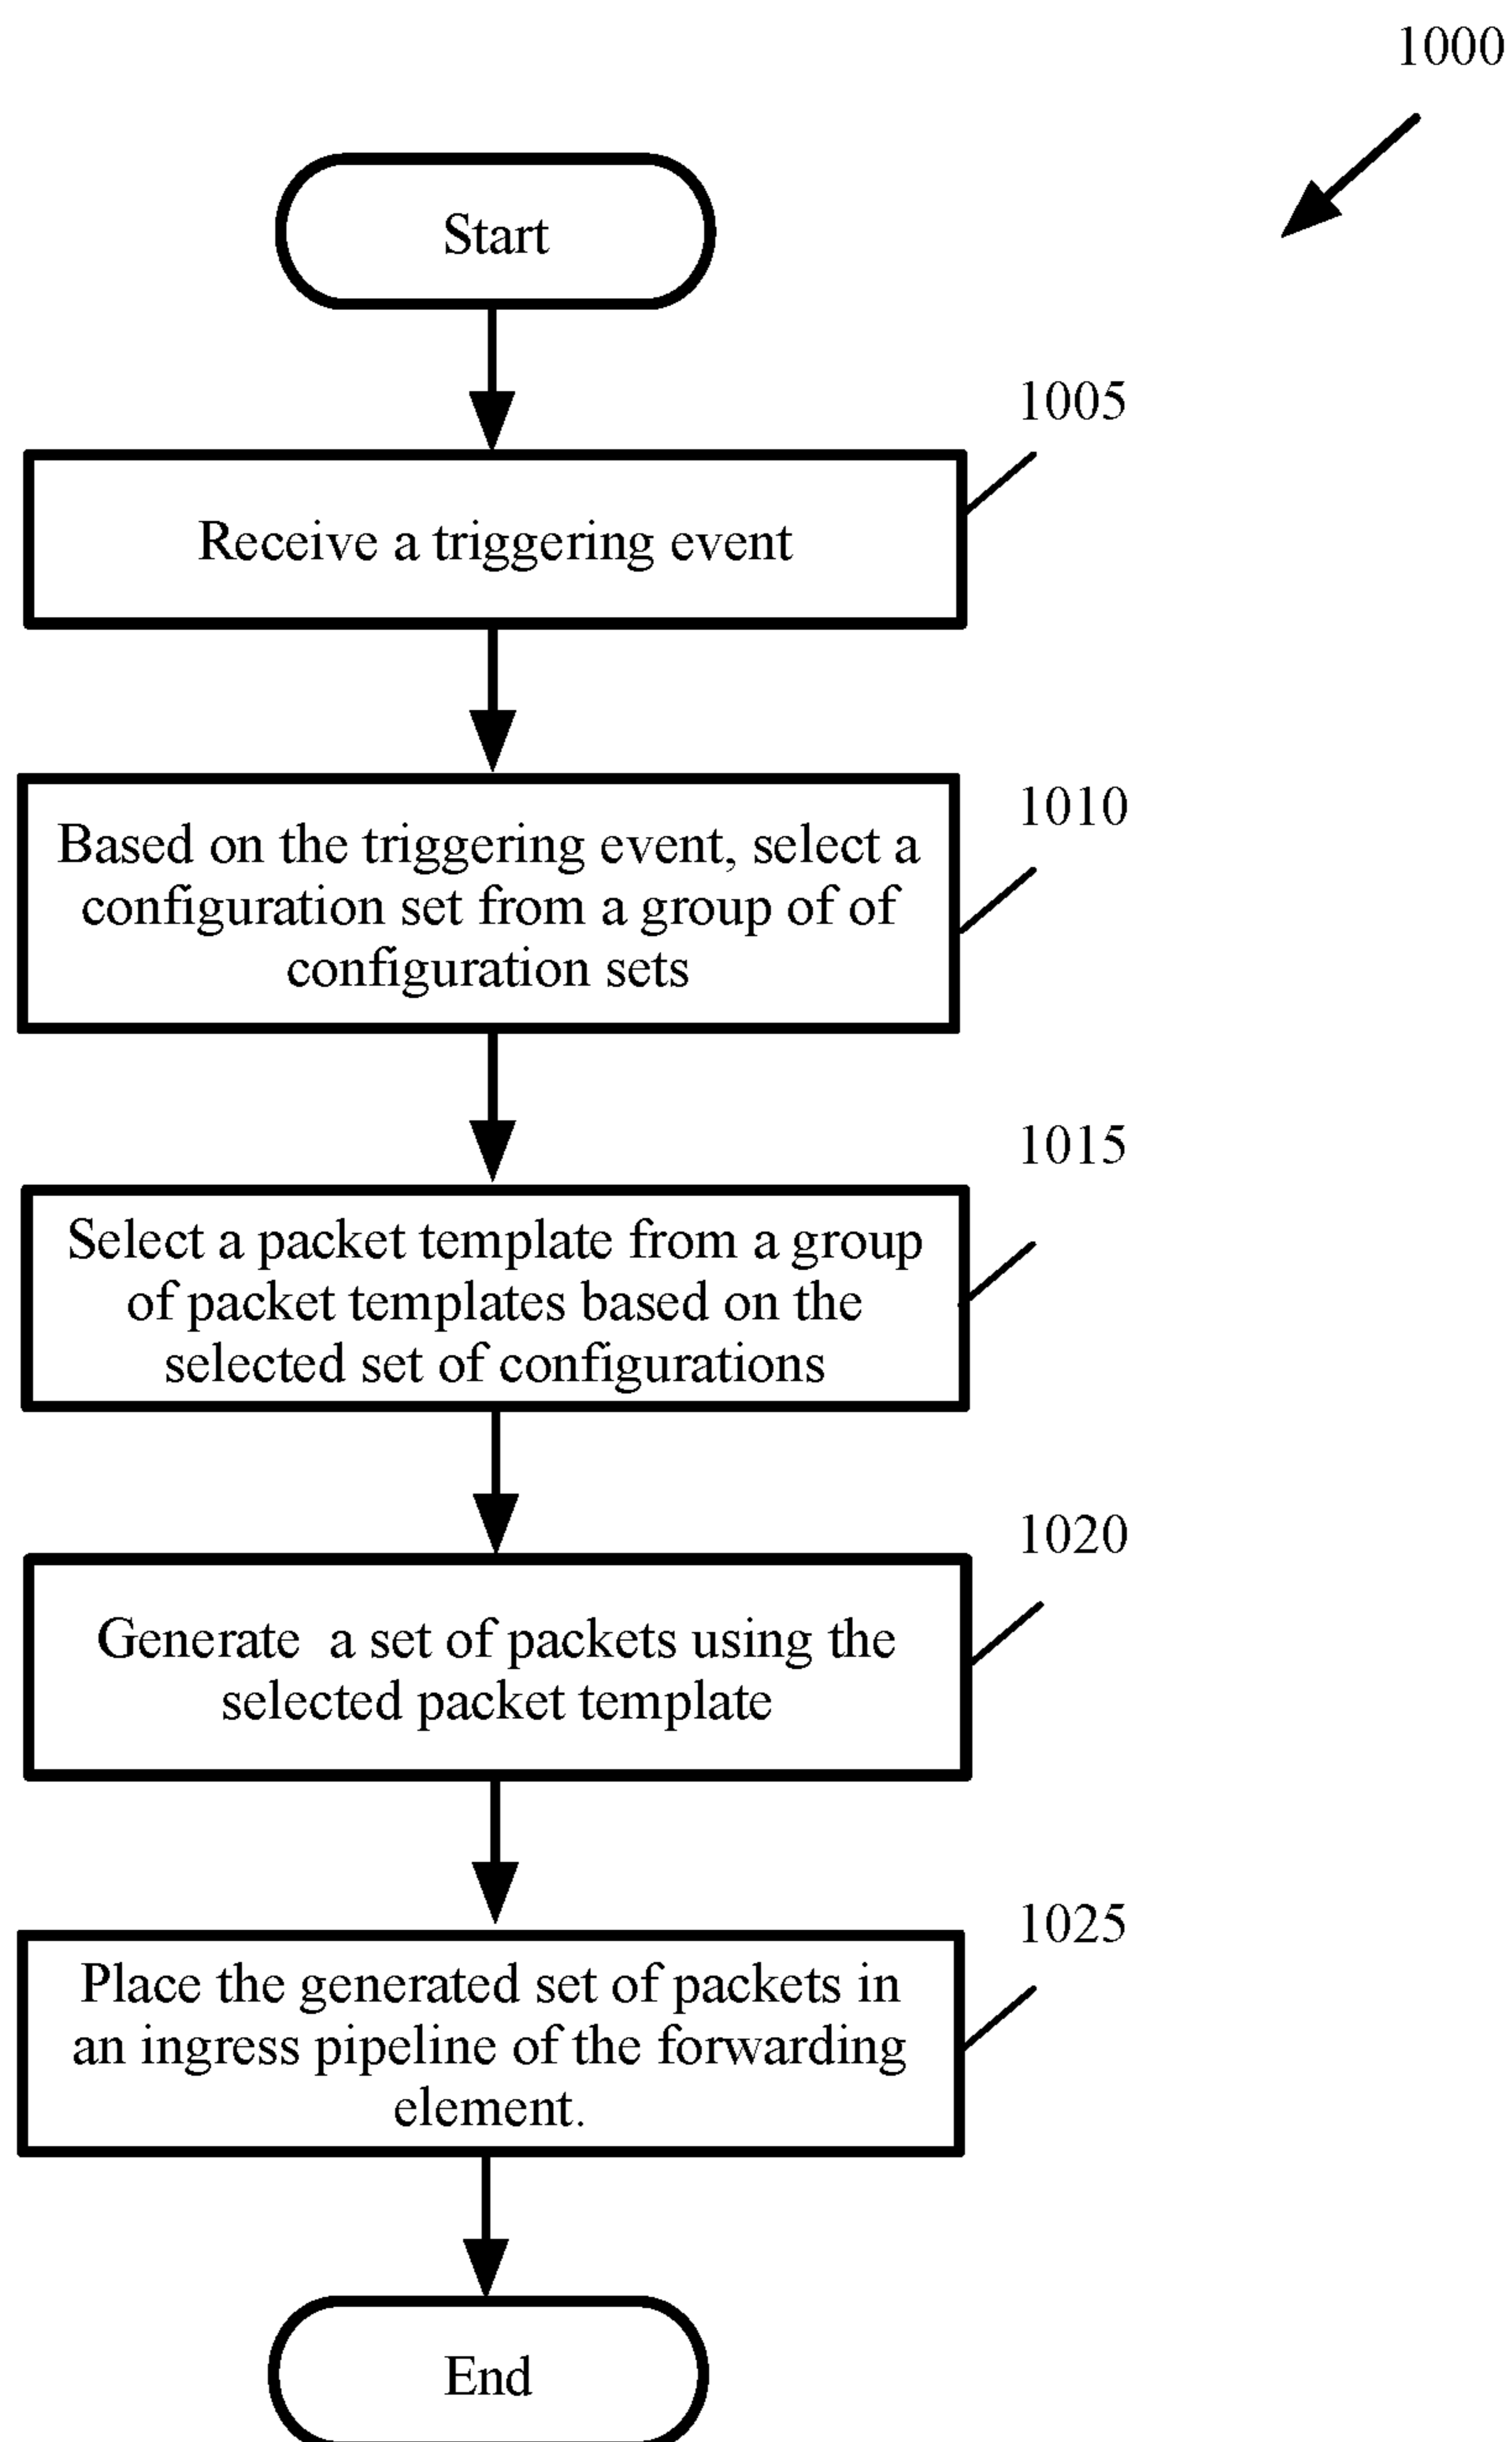 1000
Start
1005
Receive a triggering event
1010
Based on the triggering event, select a
configuration set from a group of of
configuration sets
1015
Select a packet template from a group
of packet templates based on the
selected set of configurations
1020
Generate  a set of packets using the
selected packet template
1025
Place the generated set of packets in
an ingress pipeline of the forwarding
element.
End